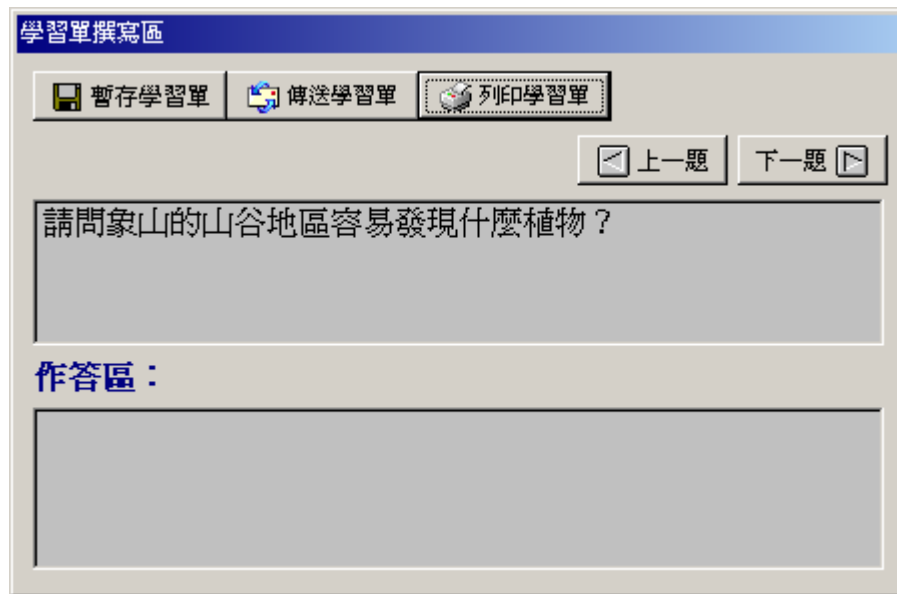 學習單撰寫區
暫存學習單 傳送學習單 列印學習單
上一題 下一題
請問象山的山谷地區容易發現什麼植物？
作答區：